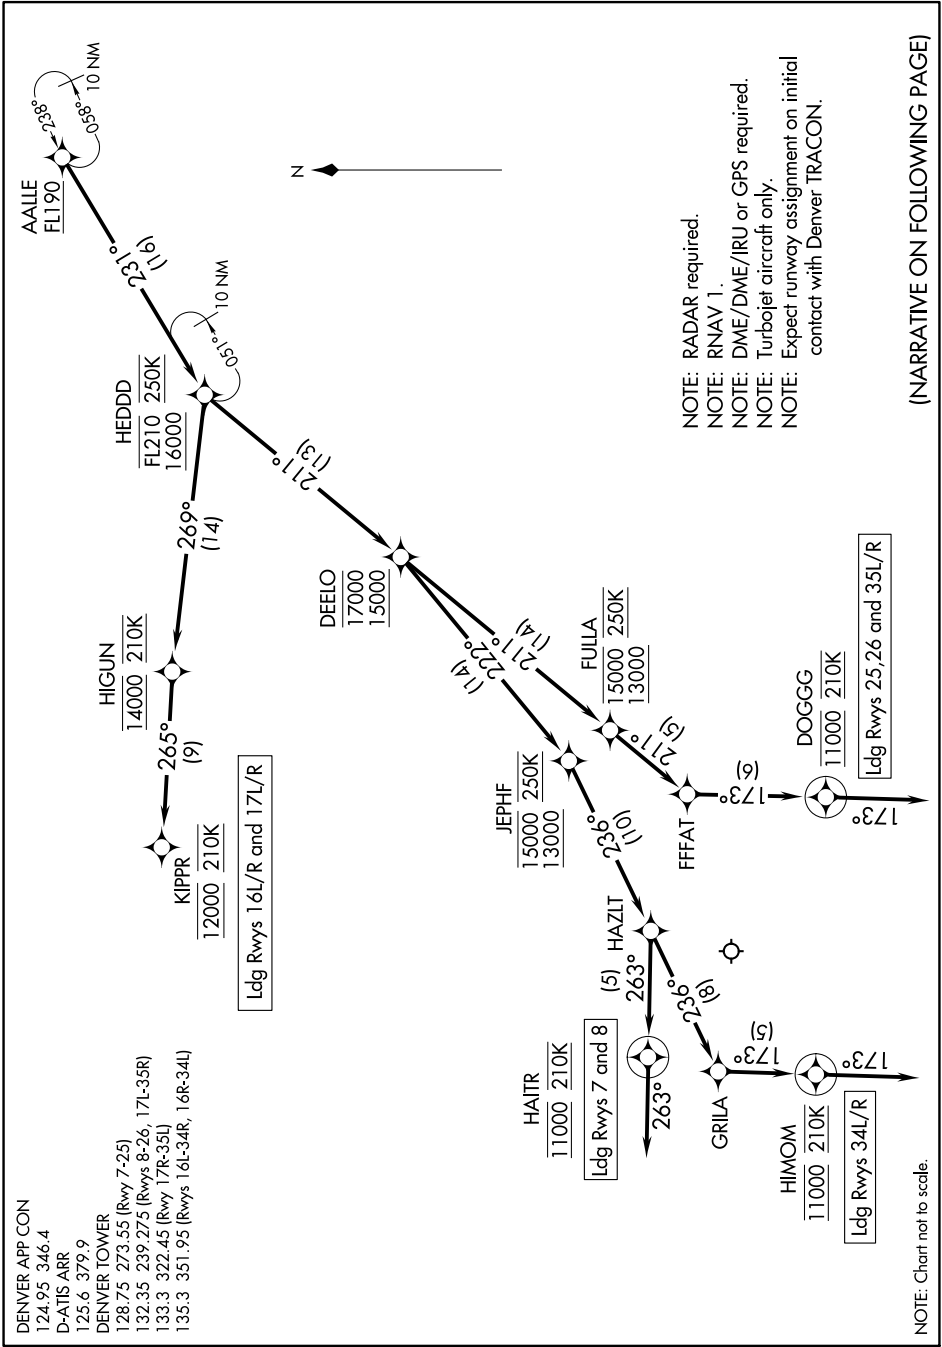 DENVER APP CON
124.95 346.4
D-ATIS ARR
125.6 379.9
DENVER TOWER
128.75 273.55 (Rwy 7-25)
132.35 239.275 (Rwys 8-26, 17L-35R)
133.3 322.45 (Rwy 17R-35L)
135.3 351.95 (Rwys 16L-34R, 16R-34L)
AALLE
FL190
238°
058°
10 NM
231°
(16)
HEDDD
FL210 250K
16000
051°
10 NM
269°
(14)
HIGUN
14000 210K
265°
(9)
KIPPR
12000 210K
Ldg Rwys 16L/R and 17L/R
N
211°
(13)
DEELO
17000
15000
222°
(14)
211°
(14)
JEPHF
15000 250K
13000
FULLA
15000 250K
13000
236°
(10)
211°
(5)
HAZLT
FFFAT
(5)
263°
HAITR
11000 210K
Ldg Rwys 7 and 8
263°
236°
(8)
GRILA
173°
(5)
HIMOM
11000 210K
Ldg Rwys 34L/R
173°
173°
(6)
DOGGG
11000 210K
Ldg Rwys 25,26 and 35L/R
173°
NOTE: RADAR required.
NOTE: RNAV 1.
NOTE: DME/DME/IRU or GPS required.
NOTE: Turbojet aircraft only.
NOTE: Expect runway assignment on initial
contact with Denver TRACON.
(NARRATIVE ON FOLLOWING PAGE)
NOTE: Chart not to scale.